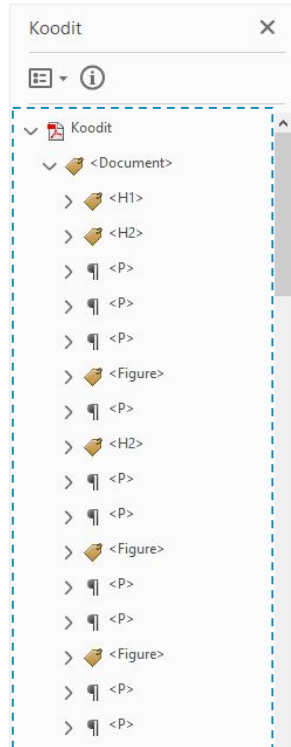 Koodit
Koodit
<Document>
<H1>
<H2>
<P>
<P>
<P>
<Figure>
<P>
<H2>
<P>
<P>
<Figure>
<P>
<P>
<Figure>
<P>
<P>